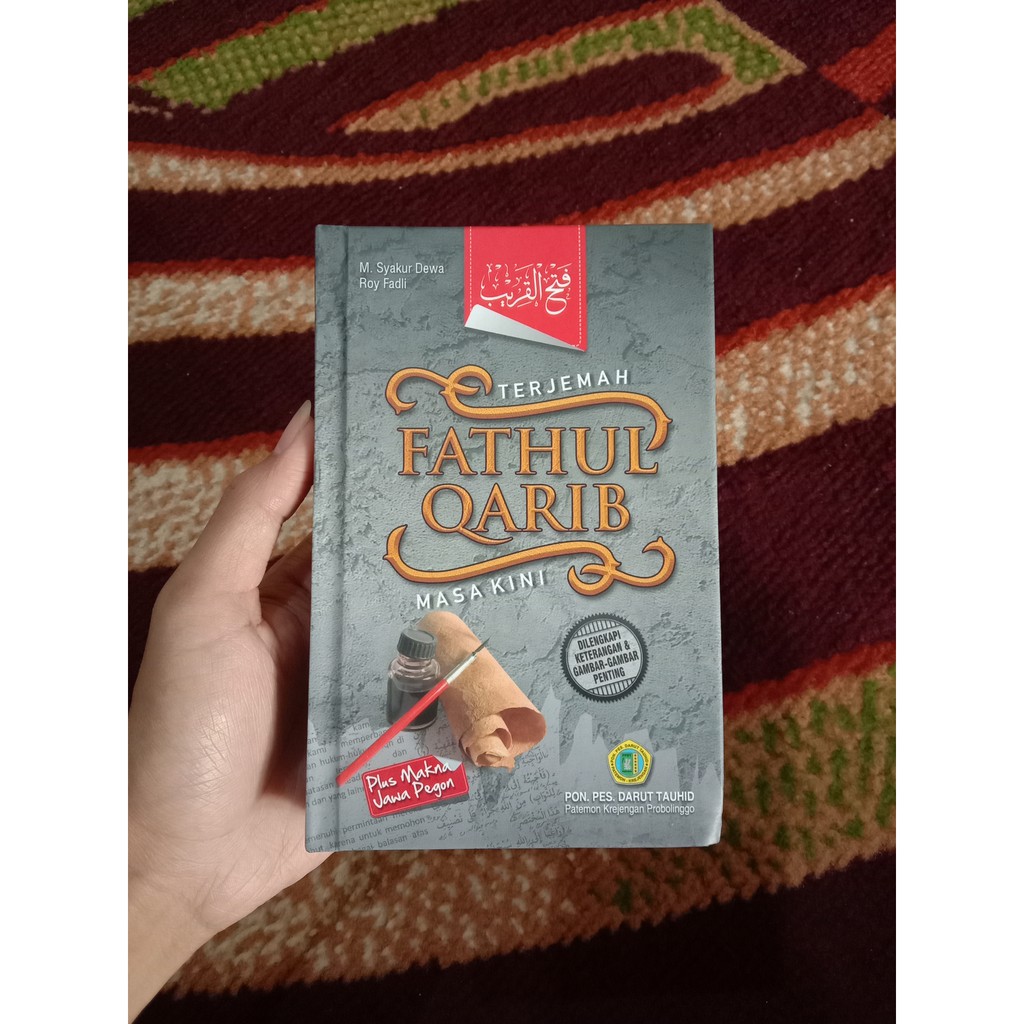 M. Syakur Dewa
Roy Fadli
فتح القريب
TERJEMAH
FATHUL
QARIB
MASA KINI
DILENGKAPI
KETERANGAN &
GAMBAR-GAMBAR
PENTING
Plus Makna
Jawa Pegon
PON. PES. DARUT TAUHID
Patemon Krejengan Probolinggo